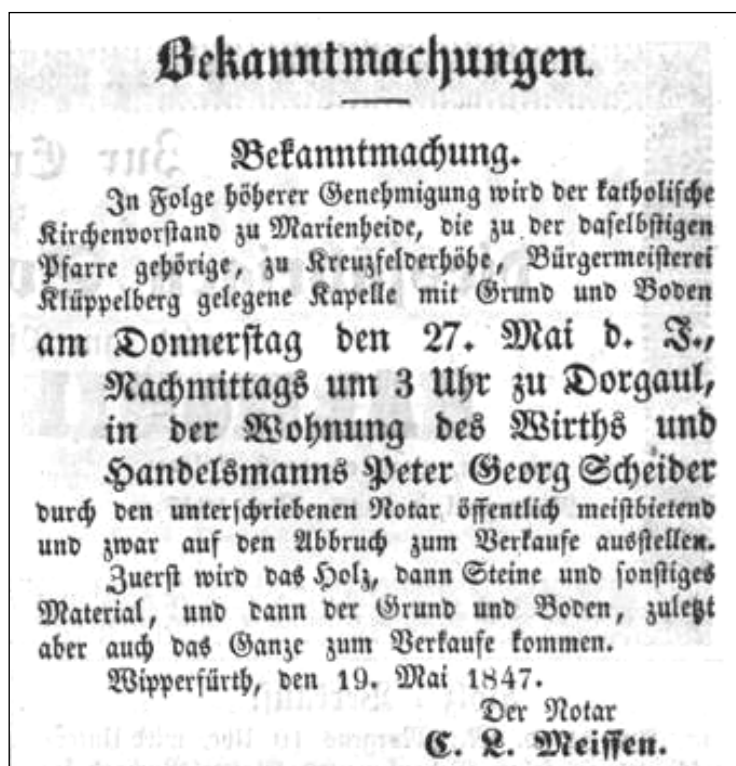 Bekanntmachungen.
Bekanntmachung.
In Folge höherer Genehmigung wird der katholische
Kirchenvorstand zu Marienheide, die zu der daselbstigen
Pfarre gehörige, zu Kreuzfelderhöhe, Bürgermeisterei
Klüppelberg gelegene Kapelle mit Grund und Boden
am Donnerstag den 27. Mai d. J.,
Nachmittags um 3 Uhr zu Dorgaul,
in der Wohnung des Wirths und
Handelsmanns Peter Georg Scheider
durch den unterschriebenen Notar öffentlich meistbietend
und zwar auf den Abbruch zum Verkaufe ausstellen.
Zuerst wird das Holz, dann Steine und sonstiges
Material, und dann der Grund und Boden, zuletzt
aber auch das Ganze zum Verkaufe kommen.
Wipperfürth, den 19. Mai 1847.
Der Notar
C. L. Meissen.